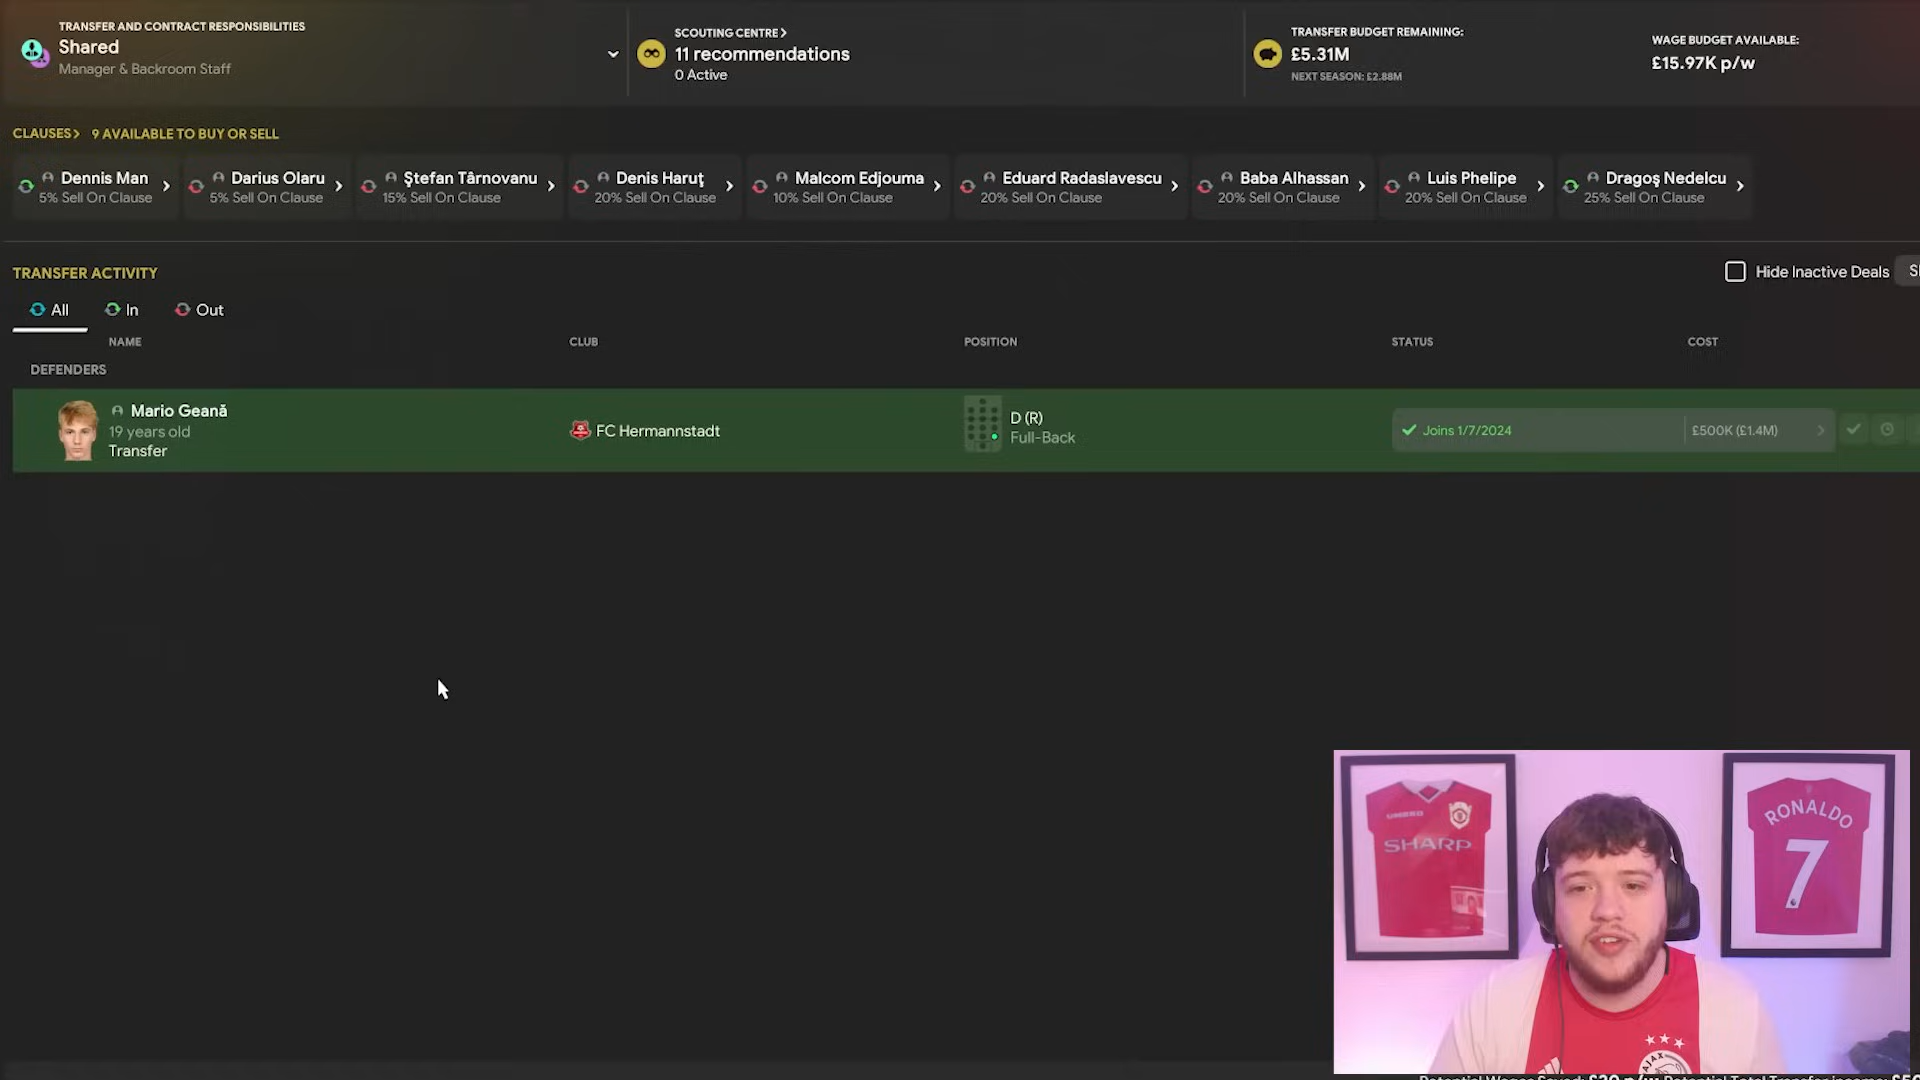 TRANSFER AND CONTRACT RESPONSIBILITIES
Shared
Manager & Backroom Staff
SCOUTING CENTRE >
11 recommendations
0 Active
TRANSFER BUDGET REMAINING:
£5.31M
NEXT SEASON: £2.88M
WAGE BUDGET AVAILABLE:
£15.97K p/w
CLAUSES > 9 AVAILABLE TO BUY OR SELL
Dennis Man
5% Sell On Clause
Darius Olaru
5% Sell On Clause
Ştefan Târnovanu
15% Sell On Clause
Denis Haruţ
20% Sell On Clause
Malcom Edjouma
10% Sell On Clause
Eduard Radaslavescu
20% Sell On Clause
Baba Alhassan
20% Sell On Clause
Luis Phelipe
20% Sell On Clause
Dragoş Nedelcu
25% Sell On Clause
TRANSFER ACTIVITY
Hide Inactive Deals
All In Out
NAME CLUB POSITION STATUS COST
DEFENDERS
Mario Geană
19 years old
Transfer
FC Hermannstadt
D (R)
Full-Back
Joins 1/7/2024
£500K (£1.4M)
UMBRO
SHARP
RONALDO
7
AJAX